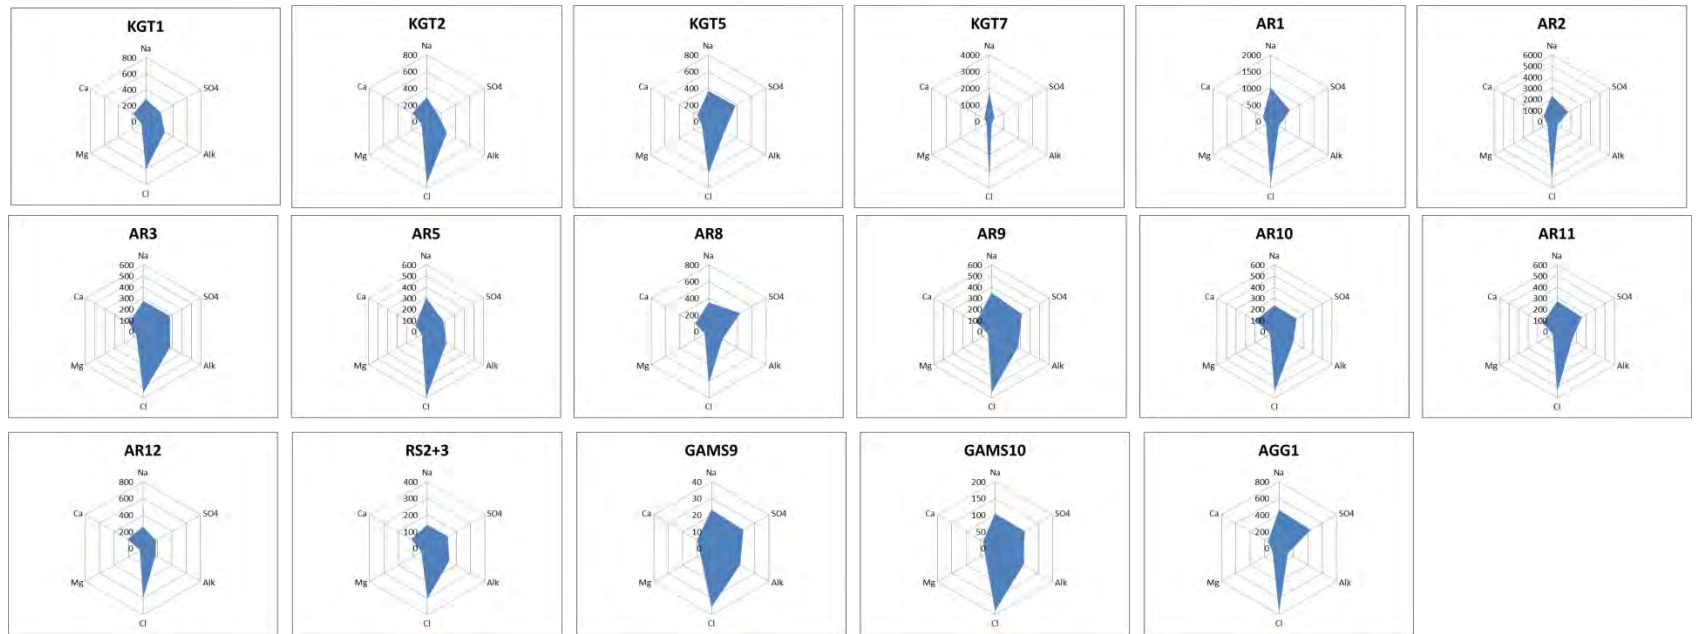 KGT1
Na
800
600
400
200
0
SO4
Alk
Cl
Mg
Ca
KGT2
Na
800
600
400
200
0
SO4
Alk
Cl
Mg
Ca
KGT5
Na
800
600
400
200
0
SO4
Alk
Cl
Mg
Ca
KGT7
Na
4000
3000
2000
1000
0
SO4
Alk
Cl
Mg
Ca
AR1
Na
2000
1500
1000
500
0
SO4
Alk
Cl
Mg
Ca
AR2
Na
6000
5000
4000
3000
2000
1000
0
SO4
Alk
Cl
Mg
Ca
AR3
Na
600
500
400
300
200
100
0
SO4
Alk
Cl
Mg
Ca
AR5
Na
600
500
400
300
200
100
0
SO4
Alk
Cl
Mg
Ca
AR8
Na
800
600
400
200
0
SO4
Alk
Cl
Mg
Ca
AR9
Na
600
500
400
300
200
100
0
SO4
Alk
Cl
Mg
Ca
AR10
Na
600
500
400
300
200
100
0
SO4
Alk
Cl
Mg
Ca
AR11
Na
600
500
400
300
200
100
0
SO4
Alk
Cl
Mg
Ca
AR12
Na
800
600
400
200
0
SO4
Alk
Cl
Mg
Ca
RS2+3
Na
400
300
200
100
0
SO4
Alk
Cl
Mg
Ca
GAMS9
Na
40
30
20
10
0
SO4
Alk
Cl
Mg
Ca
GAMS10
Na
200
150
100
50
0
SO4
Alk
Cl
Mg
Ca
AGG1
Na
800
600
400
200
0
SO4
Alk
Cl
Mg
Ca